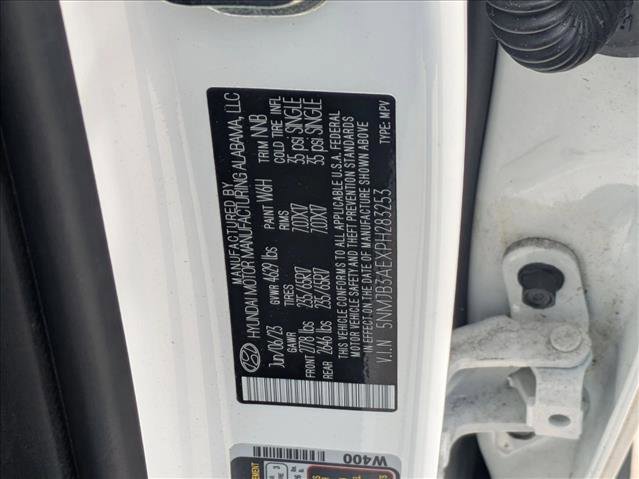 MANUFACTURED BY
HYUNDAI MOTOR MANUFACTURING ALABAMA, LLC
Jun/06/23 GVWR 4629 lbs PAINT W6H TRIM NNB
GAWR TIRES RIMS COLD TIRE INFL
FRONT 2778 lbs 235/65R17 7.0JX17 35 psi SINGLE
REAR 2646 lbs 235/65R17 7.0JX17 35 psi SINGLE
THIS VEHICLE CONFORMS TO ALL APPLICABLE U.S.A. FEDERAL
MOTOR VEHICLE SAFETY AND THEFT PREVENTION STANDARDS
IN EFFECT ON THE DATE OF MANUFACTURE SHOWN ABOVE
V.I.N 5NMJB3AEXPH283253 TYPE: MPV
W400